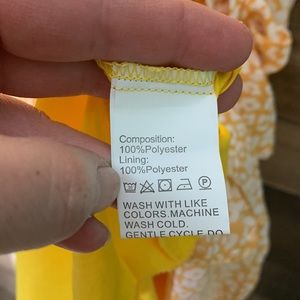 Composition:
100%Polyester
Lining:
100%Polyester
WASH WITH LIKE
COLORS.MACHINE
WASH COLD.
GENTLE CYCLE.DO